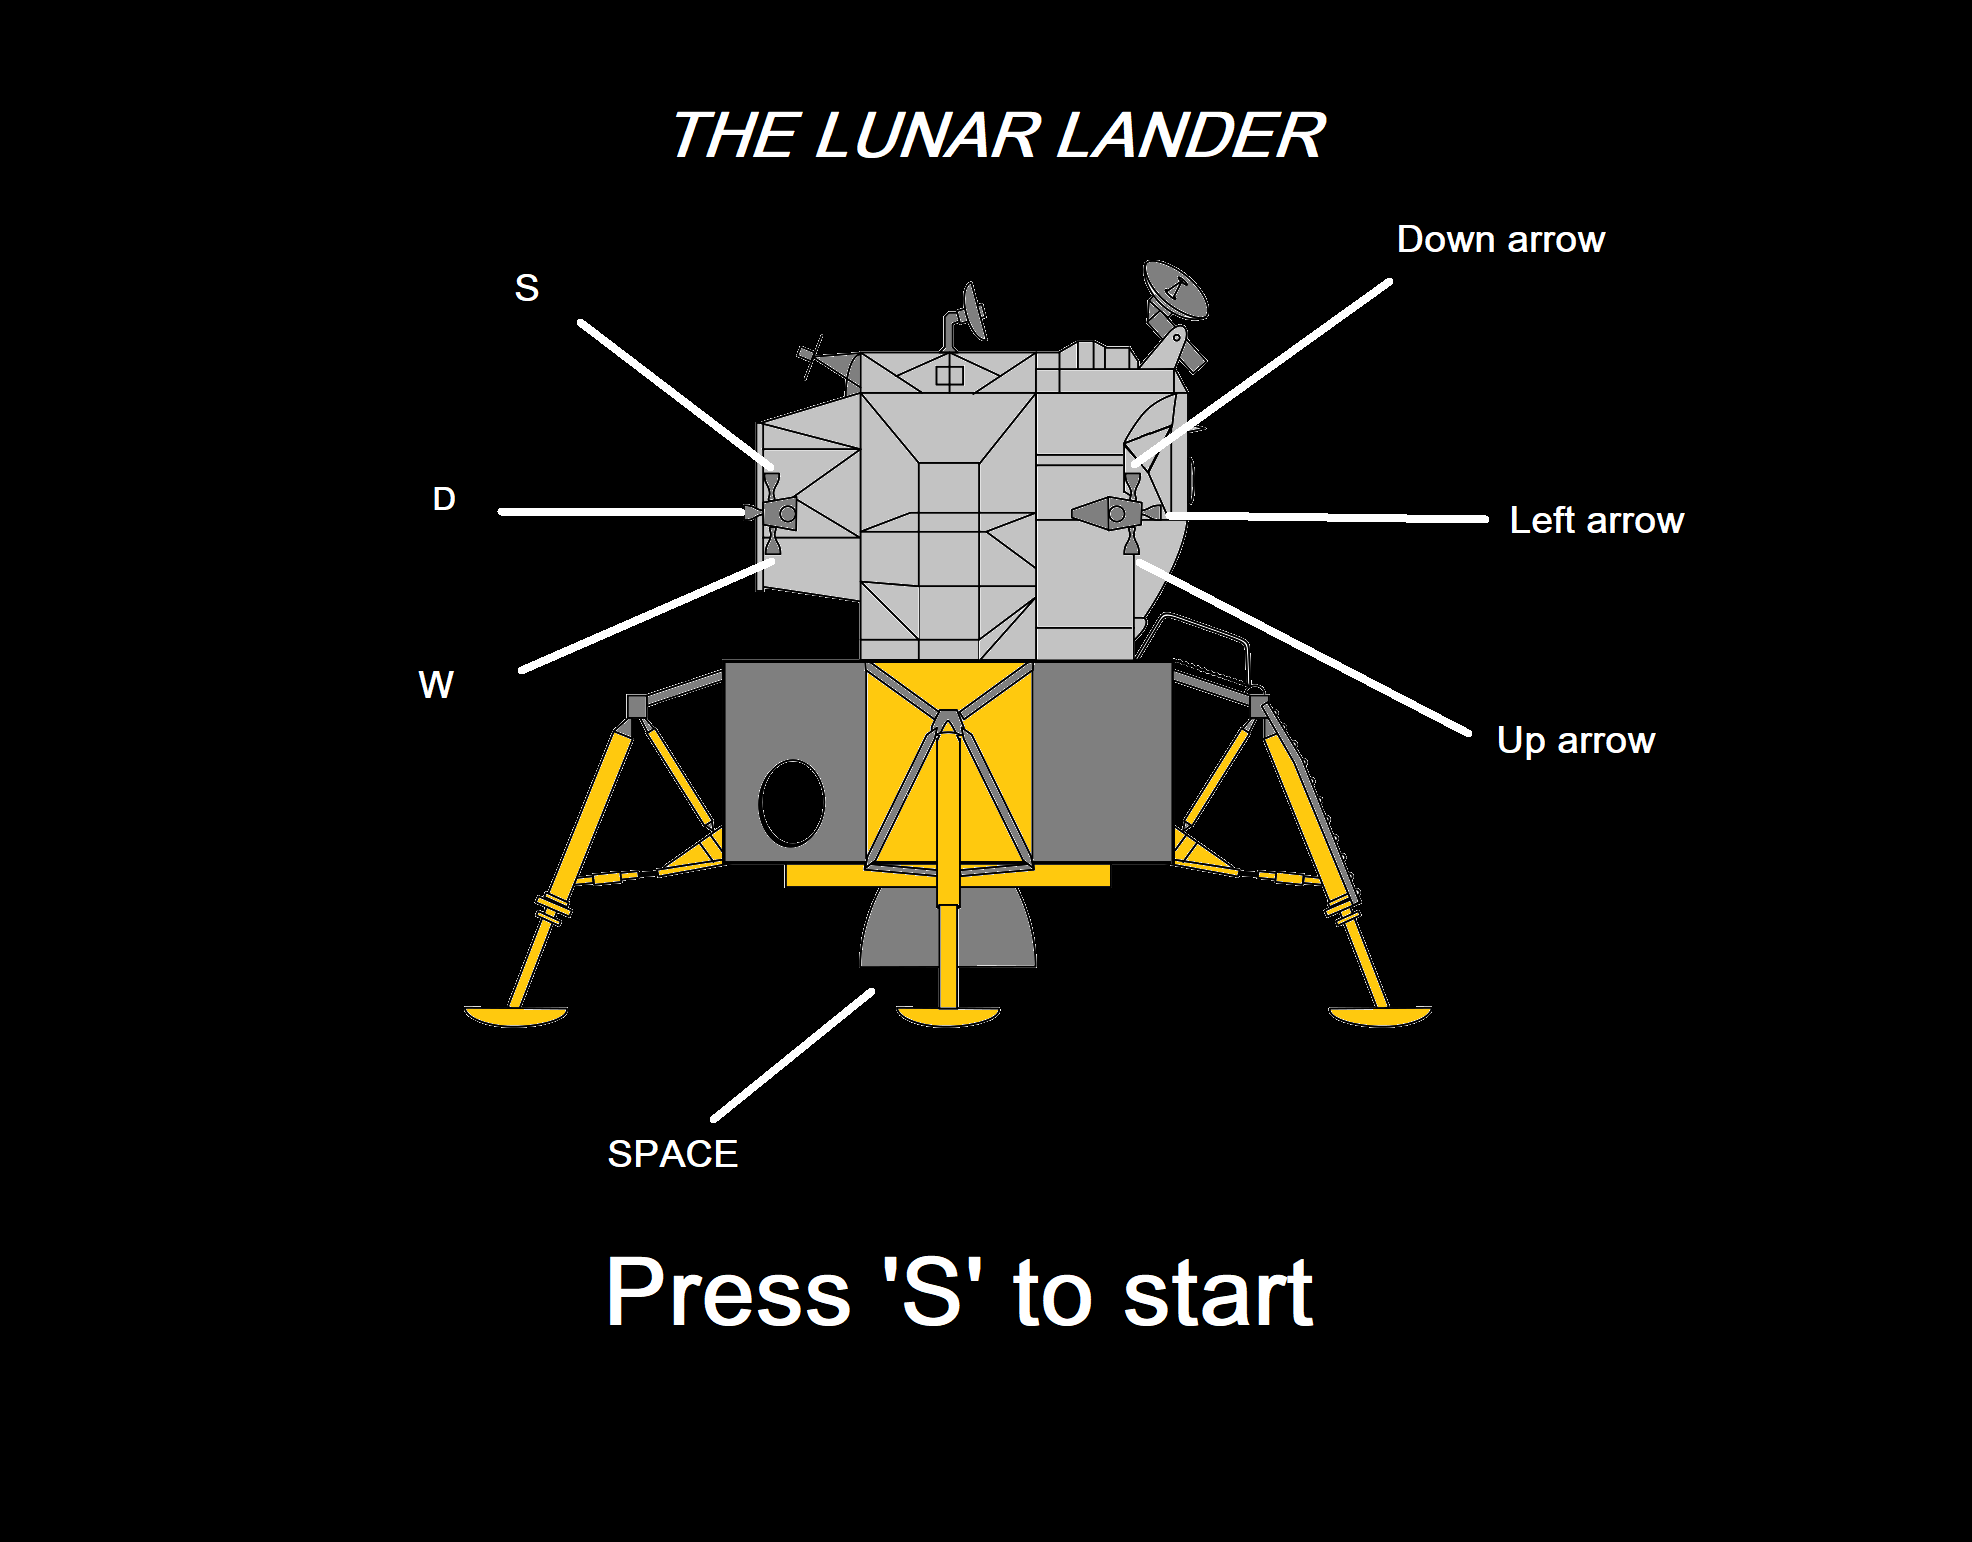 THE LUNAR LANDER
Down arrow
S
D
Left arrow
W
Up arrow
SPACE
Press 'S' to start